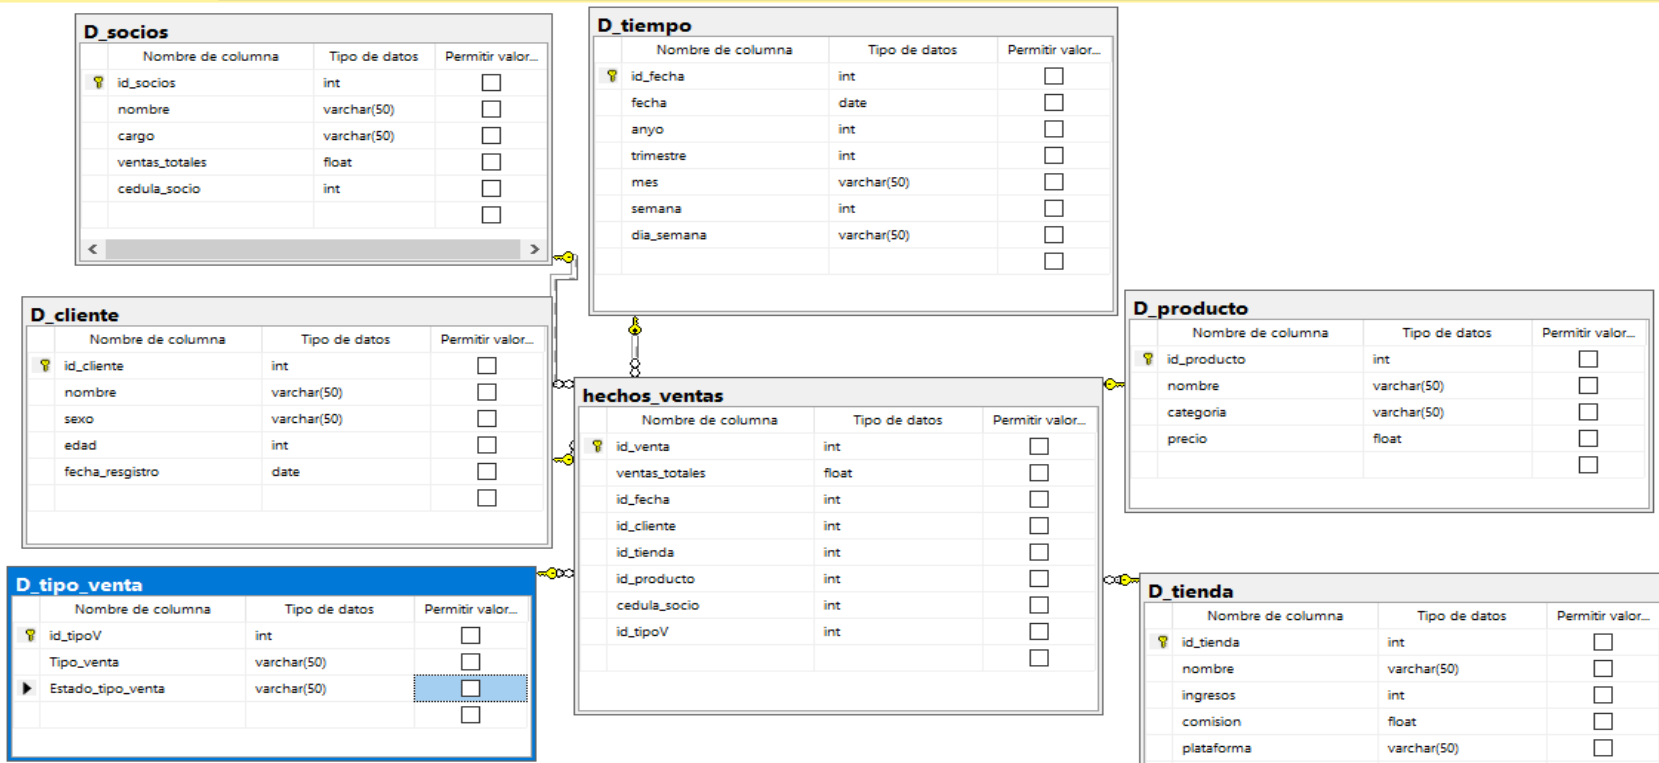 D_socios
Nombre de columna Tipo de datos Permitir valor...
id_socios int
nombre varchar(50)
cargo varchar(50)
ventas_totales float
cedula_socio int
D_tiempo
Nombre de columna Tipo de datos Permitir valor...
id_fecha int
fecha date
anyo int
trimestre int
mes varchar(50)
semana int
dia_semana varchar(50)
D_cliente
Nombre de columna Tipo de datos Permitir valor...
id_cliente int
nombre varchar(50)
sexo varchar(50)
edad int
fecha_resgistro date
D_producto
Nombre de columna Tipo de datos Permitir valor...
id_producto int
nombre varchar(50)
categoria varchar(50)
precio float
hechos_ventas
Nombre de columna Tipo de datos Permitir valor...
id_venta int
ventas_totales float
id_fecha int
id_cliente int
id_tienda int
id_producto int
cedula_socio int
id_tipoV int
D_tipo_venta
Nombre de columna Tipo de datos Permitir valor...
id_tipoV int
Tipo_venta varchar(50)
Estado_tipo_venta varchar(50)
D_tienda
Nombre de columna Tipo de datos Permitir valor...
id_tienda int
nombre varchar(50)
ingresos int
comision float
plataforma varchar(50)